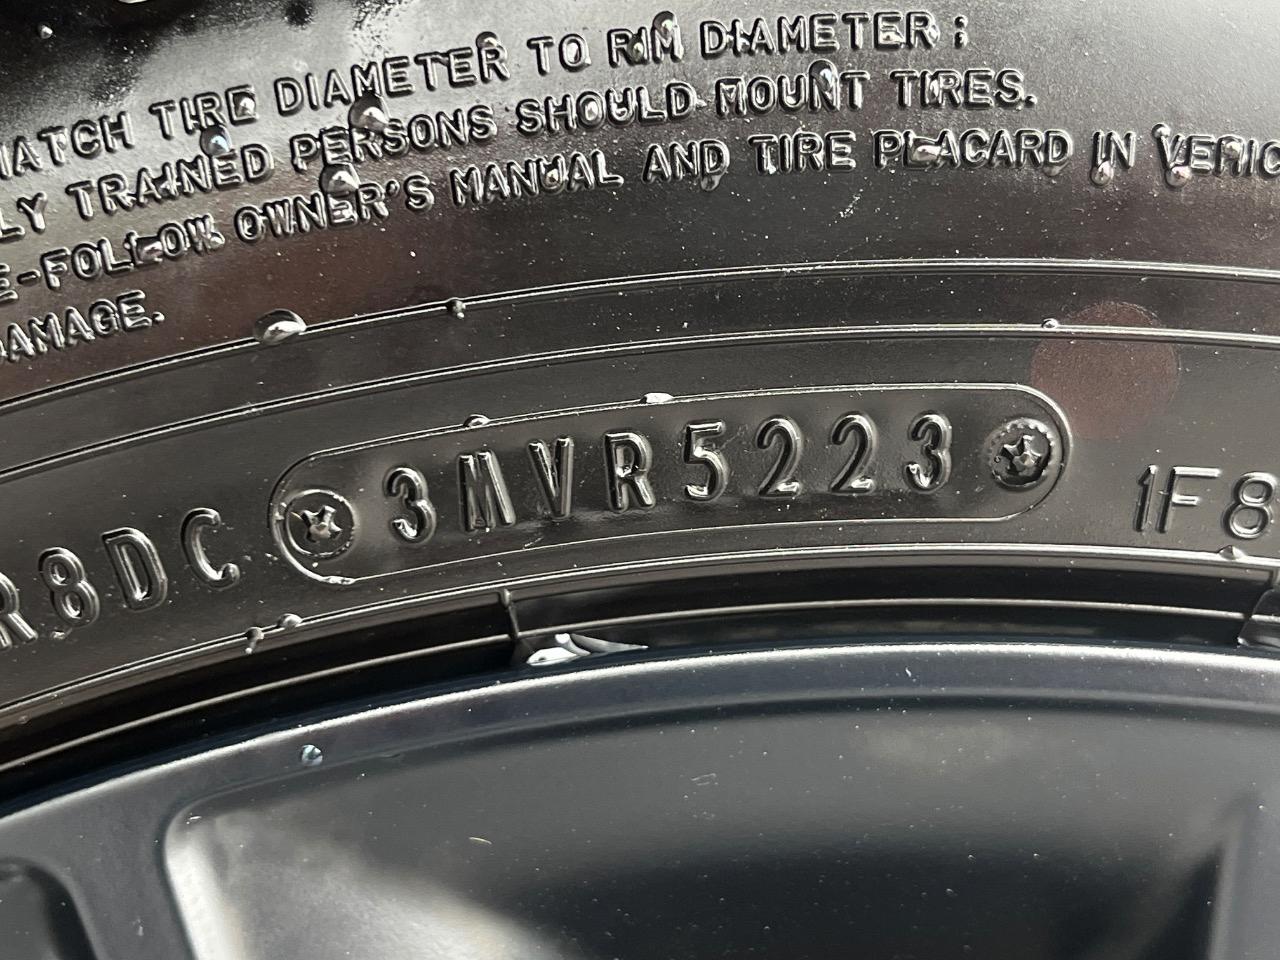 MATCH TIRE DIAMETER TO RIM DIAMETER ;
LY TRAINED PERSONS SHOULD MOUNT TIRES.
E-FOLLOW OWNER'S MANUAL AND TIRE PLACARD IN VEHIC
DAMAGE.
R8DC 3MVR5223 1F8